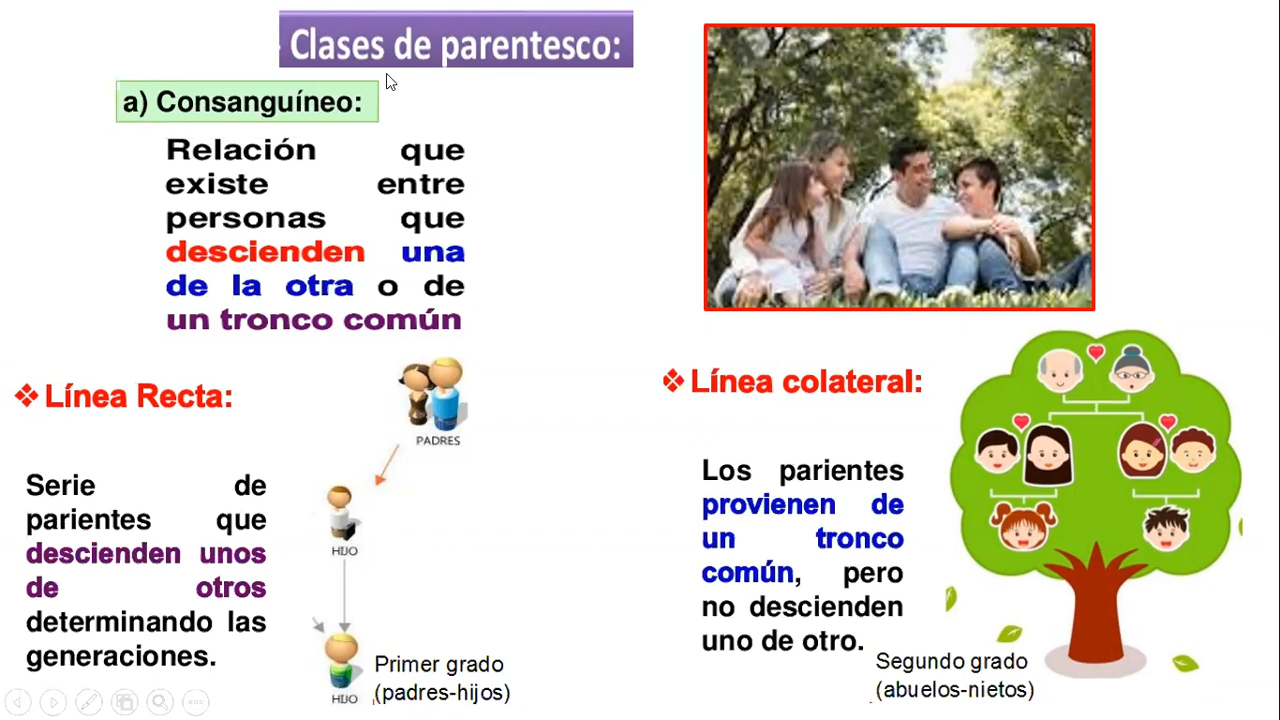 Clases de parentesco:
a) Consanguíneo:
Relación que
existe entre
personas que
descienden una
de la otra o de
un tronco común
❖ Línea Recta:
PADRES
HIJO
HIJO
Serie de
parientes que
descienden unos
de otros
determinando las
generaciones.
Primer grado
(padres-hijos)
❖ Línea colateral:
Los parientes
provienen de
un tronco
común, pero
no descienden
uno de otro.
Segundo grado
(abuelos-nietos)